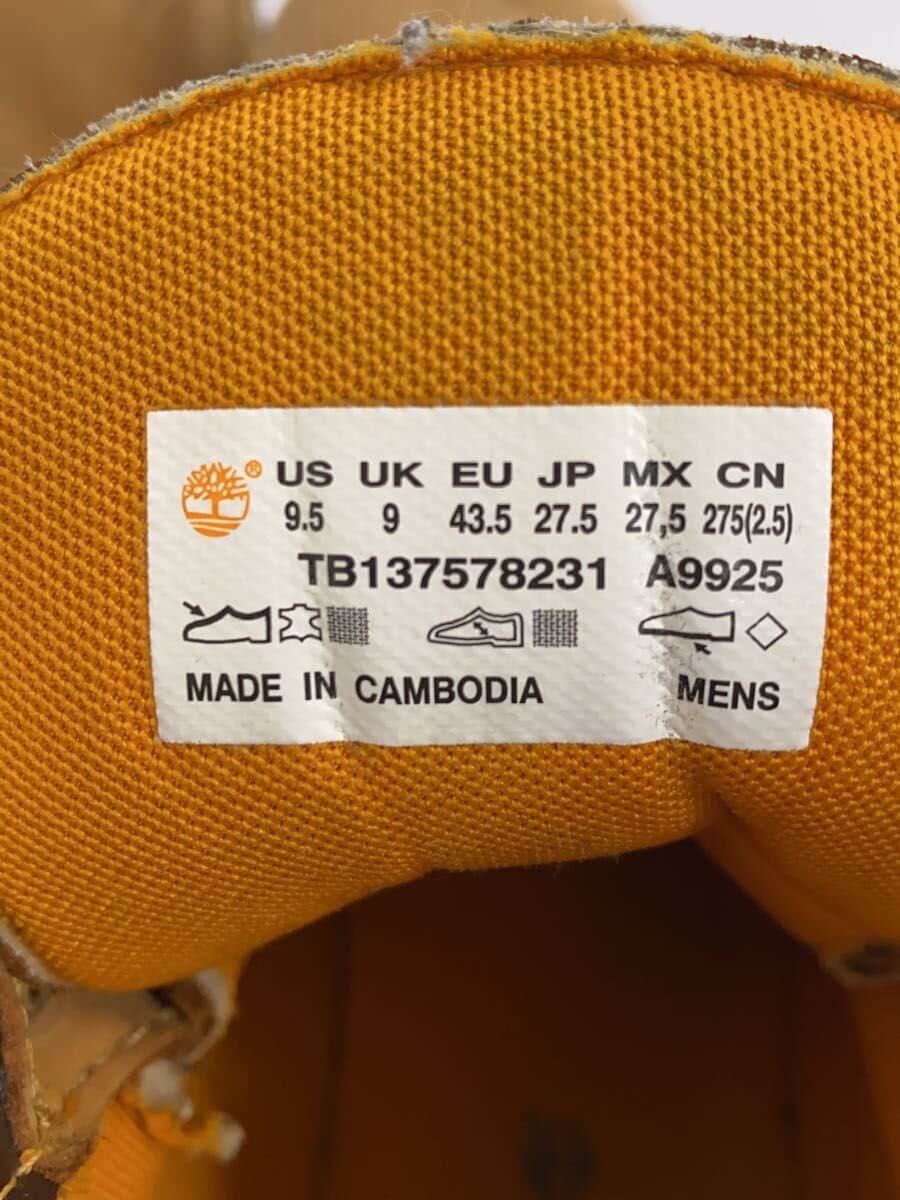 ® US UK EU JP MX CN
9.5 9 43.5 27.5 27,5 275(2.5)
TB137578231 A9925
MADE IN CAMBODIA MENS